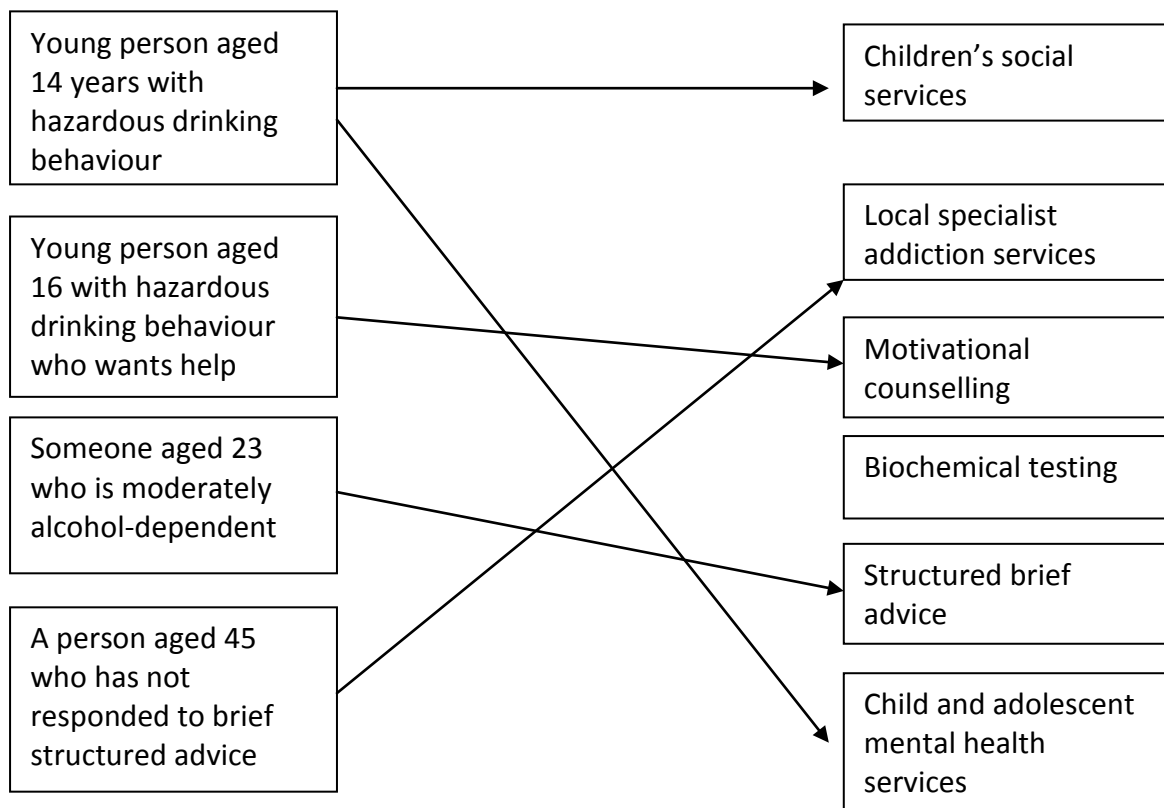 Young person aged
14 years with
hazardous drinking
behaviour
Young person aged
16 with hazardous
drinking behaviour
who wants help
Someone aged 23
who is moderately
alcohol-dependent
A person aged 45
who has not
responded to brief
structured advice
Children’s social
services
Local specialist
addiction services
Motivational
counselling
Biochemical testing
Structured brief
advice
Child and adolescent
mental health
services